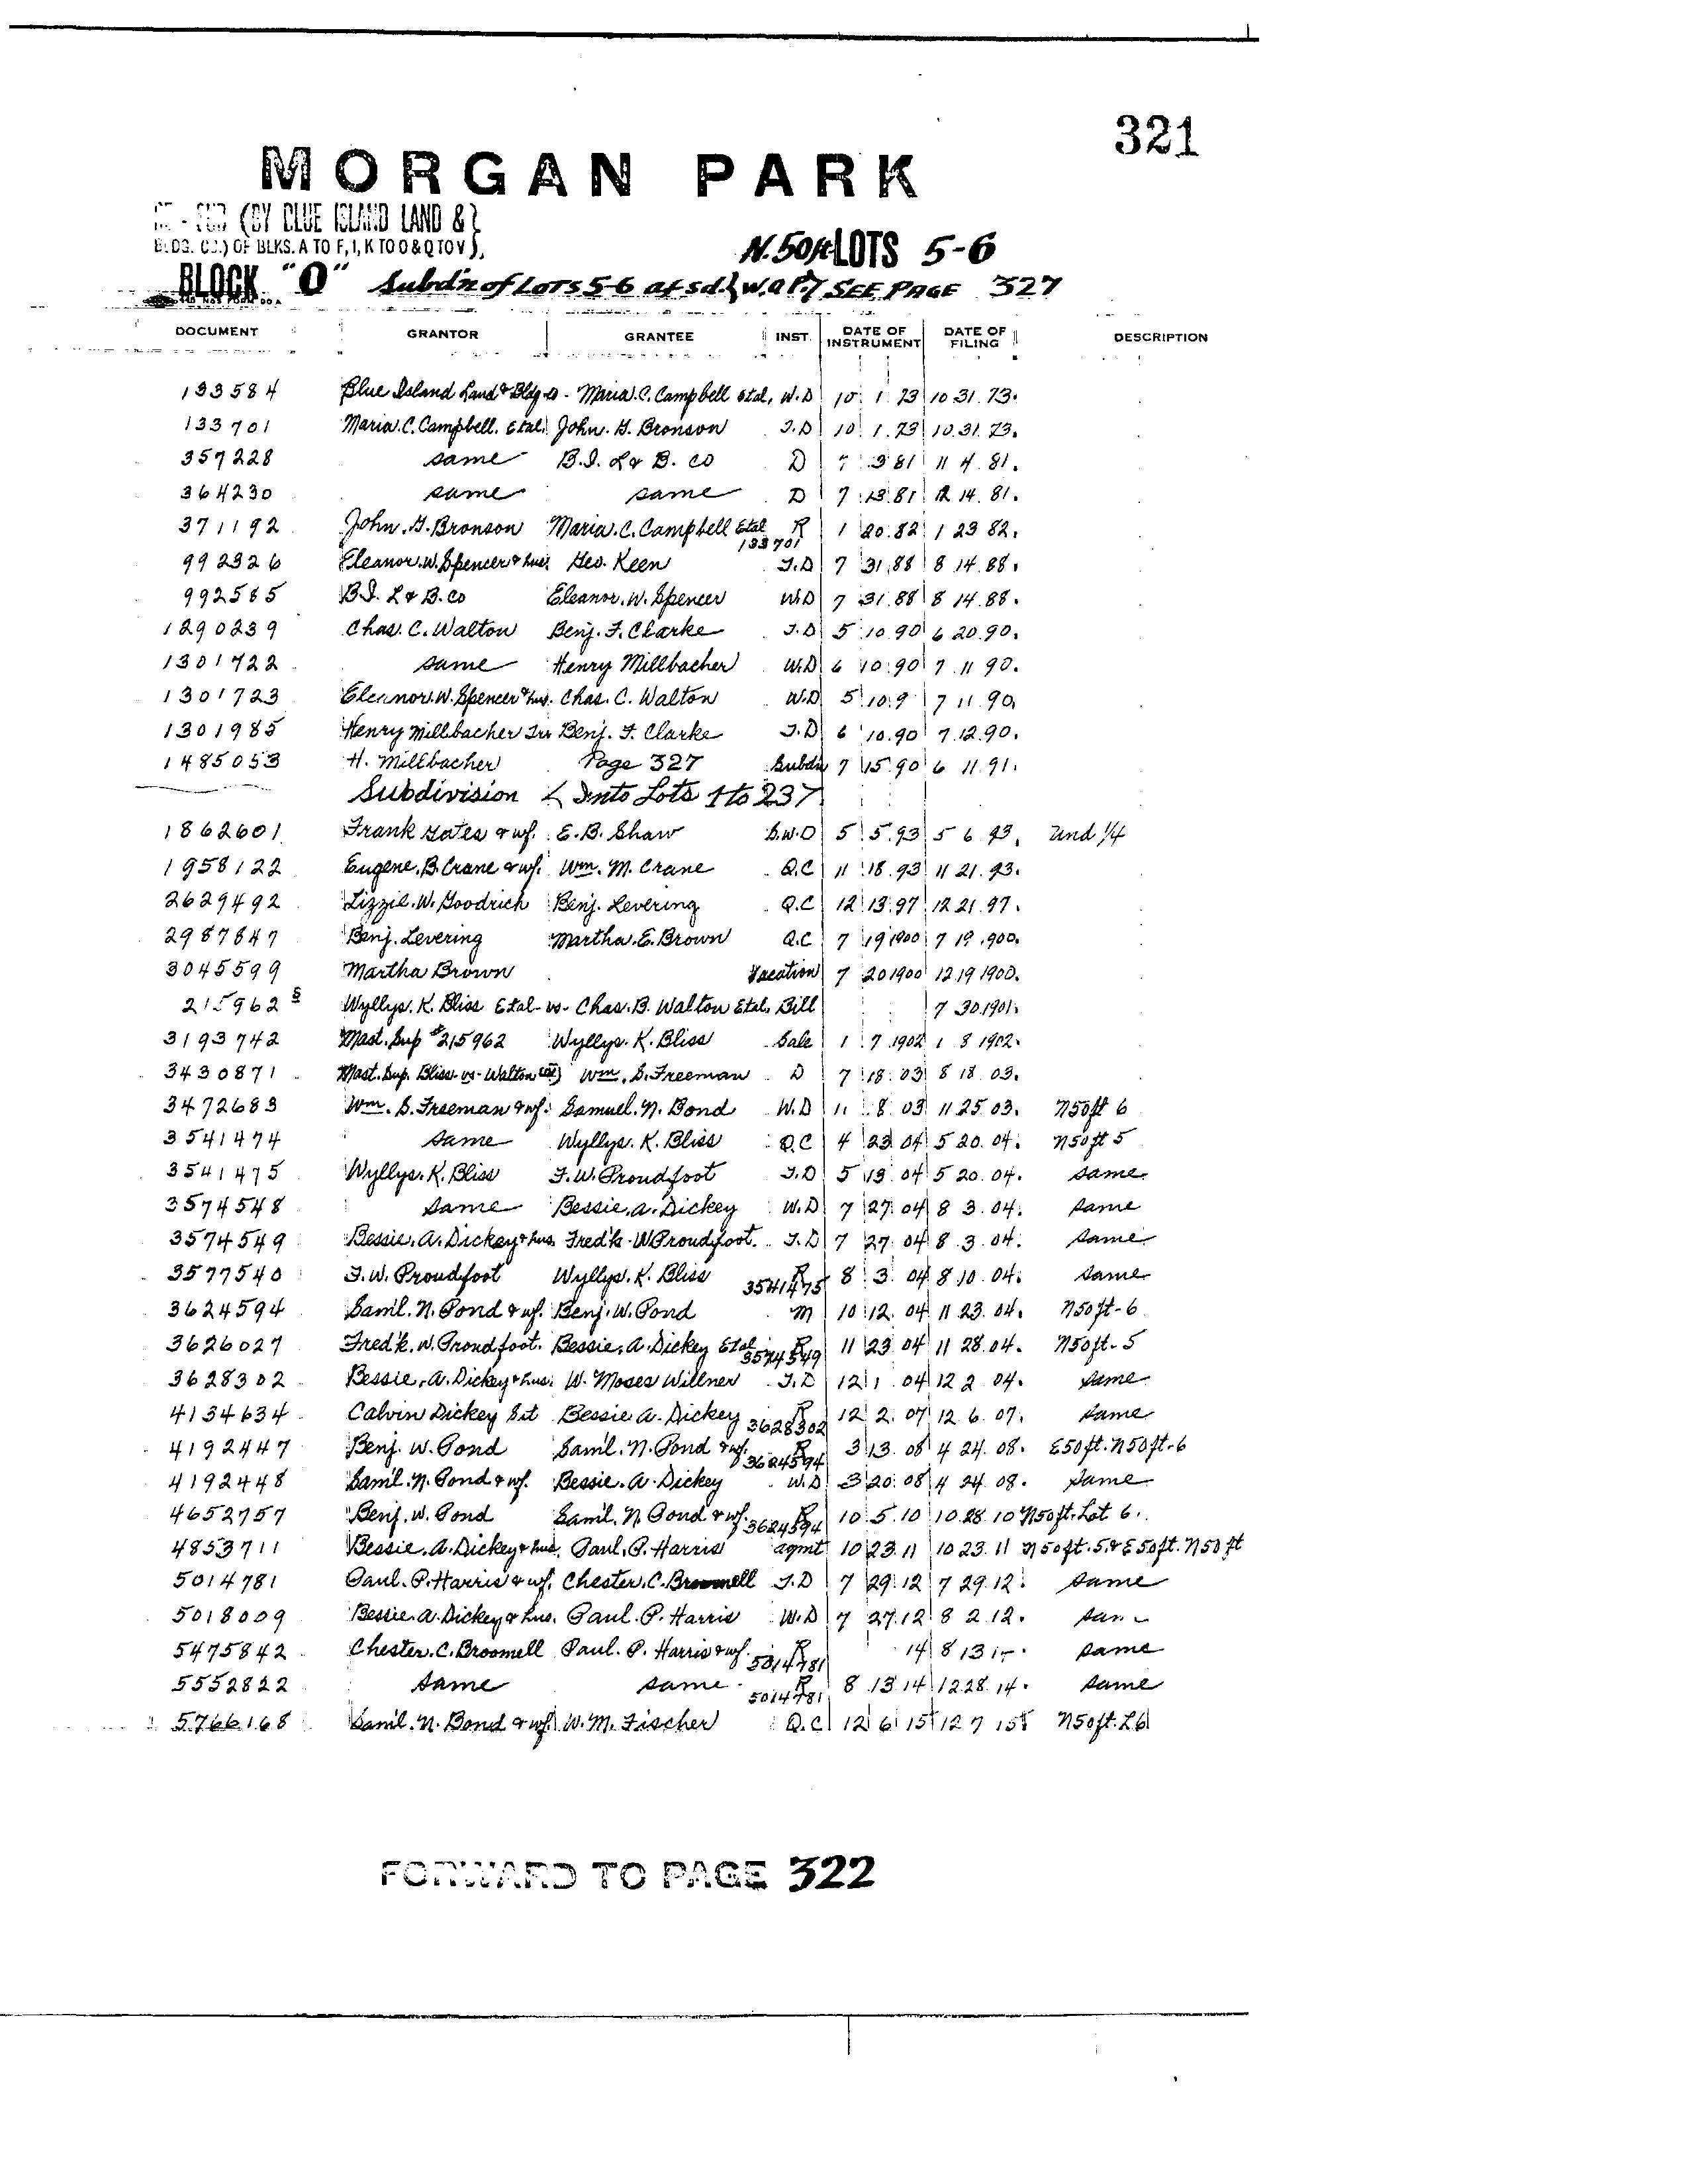 321
MORGAN PARK
RE-SUB (BY BLUE ISLAND LAND &
BLDG. CO.) OF BLKS. A TO F, I, K TO O & Q TO V),
N.50ft LOTS 5-6
BLOCK "O" Subdn of LOTS 5-6 SEE PAGE 327
DOCUMENT GRANTOR GRANTEE INST. DATE OF INSTRUMENT DATE OF FILING DESCRIPTION
133584 Blue Island Land & Bldg Co - Maria. C. Campbell etal, W.D 10 1 73 10 31. 73.
133701 Maria. C. Campbell. Etal. John. G. Bronson T.D 10 1. 73 10. 31. 73.
357228 same B.I. L & B. co D 7 3 81 11 4. 81.
364230 same same D 7 13 81 12 14. 81.
371192 John. G. Bronson Maria. C. Campbell Etal R 133701 1 20 82 1 23 82.
992326 Eleanor. W. Spencer & hus. Geo. Keen T.D 7 31 88 8 14. 88.
992565 B.I. L & B. co Eleanor. W. Spencer W.D 7 31. 88 8 14. 88.
1290239 Chas. C. Walton Benj. F. Clarke T.D 5 10 90 6 20. 90.
1301722 same Henry Millbacher W.D 6 10 90 7. 11 90.
1301723 Eleanor. W. Spencer & hus. Chas. C. Walton W.D 5 10 9 7 11. 90.
1301985 Henry Millbacher Benj. F. Clarke T.D 6 10. 90 7. 12. 90.
1485053 H. Millbacher Page 327 Subdn 7 15 90 6 11 91.
Subdivision < Into Lots 1 to 23 >
1862601 Frank Gates & wf. E. B. Shaw S.W.D 5 5. 93 5 6. 93. Und 1/4
1958122 Eugene. B. Crane & wf. Wm. M. Crane Q.C 11 18. 93 11 21. 93.
2629492 Lizzie. W. Goodrich Benj. Levering Q.C 12 13 97 12 21. 97.
2987847 Benj. Levering Martha. E. Brown Q.C 7 19 1900 7 19. 1900.
3045599 Martha Brown Vacation 7 20 1900 12. 19 1900.
215962 S Wyllys. K. Bliss Etal - vs - Chas. B. Walton Etal. Bill 7 30. 1901.
3193742 Mast. Sup #215962 Wyllys. K. Bliss Sale 1 7. 1902 1 8 1902.
3430871 Mast. Sup. Bliss - vs - Walton Wm. S. Freeman D 7 18 03 8 18 03.
3472683 Wm. S. Freeman & wf. Samuel. N. Bond W.D 11 8 03 11 25 03. N50ft 6
3541474 same Wyllys. K. Bliss Q.C 4 23 04 5 20. 04. N50ft 5
3541475 Wyllys. K. Bliss F. W. Proudfoot T.D 5 13. 04 5 20. 04. same
3574548 same Bessie. A. Dickey W.D 7 27 04 8 3. 04. same
3574549 Bessie. A. Dickey & hus. Fred'k - W Proudfoot. T.D 7 27. 04 8. 3. 04. same
3577540 F. W. Proudfoot Wyllys. K. Bliss R 3541475 8 3. 04 8 10. 04. same
3624594 Saml. N. Pond & wf. Benj. W. Pond M 10 12. 04 11 23. 04. N50ft - 6
3626027 Fred'k. W. Proudfoot. Bessie. A. Dickey Etal R 3574549 11 23. 04 11 28. 04. N50ft - 5
3628302 Bessie. A. Dickey & hus. W. Moses Willner T.D 12 1. 04 12 2 04. same
4134634 Calvin Dickey Bessie A. Dickey R 3628302 12 2. 07 12 6. 07. same
4192447 Benj. W. Pond Saml. N. Pond & wf. R 3624594 3 13. 08 4 24. 08. E50ft. N50ft - 6
4192448 Saml. N. Pond & wf. Bessie. A. Dickey W.D 3 20 08 4 24 08. same
4652757 Benj. W. Pond Saml. N. Pond & wf. R 3624594 10 5. 10 10. 28. 10 N50ft. Lot 6.
4853711 Bessie. A. Dickey & hus. Paul. P. Harris agmt 10 23. 11 10 23. 11 N50ft. 5. & E50ft. N50ft
5014781 Paul. P. Harris & wf. Chester. C. Broomell T.D 7 29. 12 7 29. 12. same
5018009 Bessie. A. Dickey & hus. Paul. P. Harris W.D 7 27. 12 8 2. 12. same
5475842 Chester. C. Broomell Paul. P. Harris & wf. R 5014781 14 8 13 same
5552822 same same R 5014781 8 13 14 12 28. 14. same
5766168 Saml. N. Bond & wf. W. M. Fischer Q.C 12 6 15 12 7 15 N50ft. L6
FORWARD TO PAGE 322